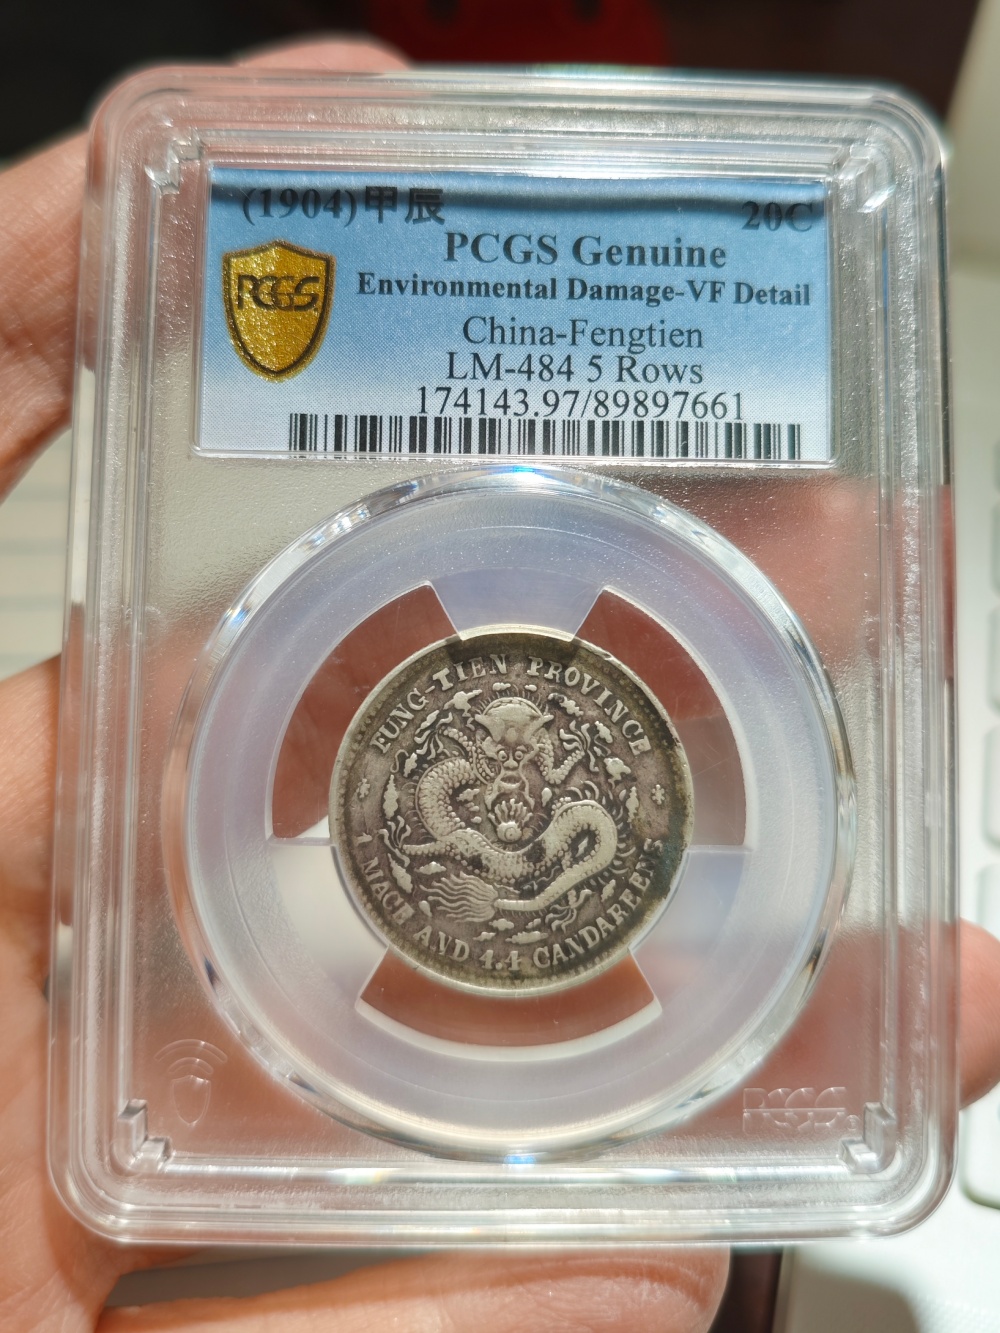 (1904)甲辰 20C
PCGS Genuine
Environmental Damage-VF Detail
China-Fengtien
LM-484 5 Rows
174143.97/89897661
PCGS
FUNG-TIEN PROVINCE
1 MACE AND 4.4 CANDAREENS
PCGS